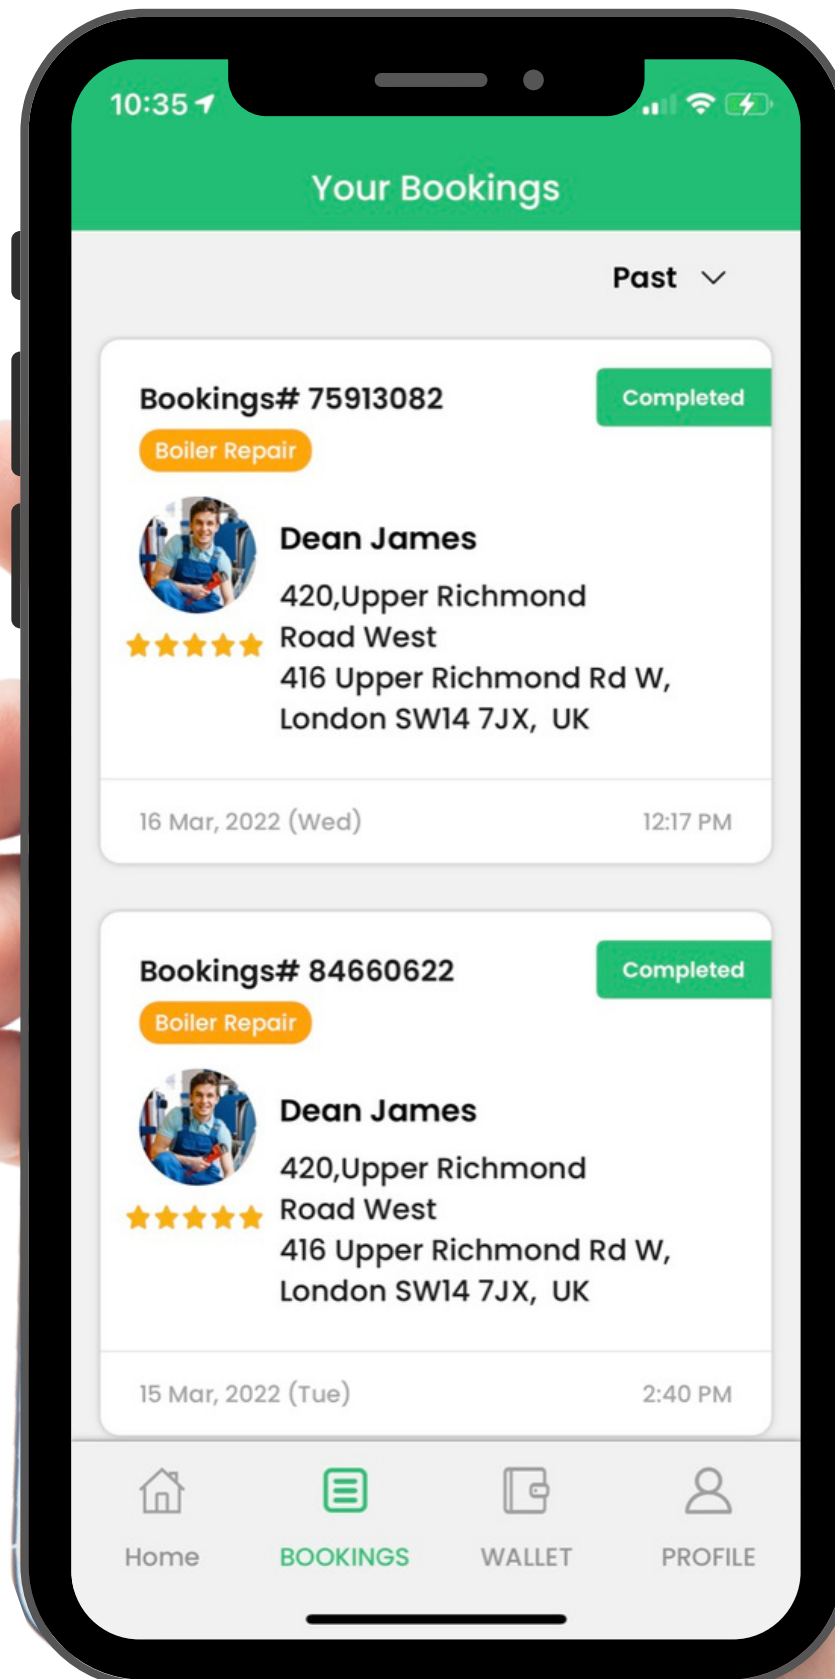 10:35
Your Bookings
Past
Bookings# 75913082
Completed
Boiler Repair
Dean James
420,Upper Richmond
Road West
416 Upper Richmond Rd W,
London SW14 7JX, UK
16 Mar, 2022 (Wed)
12:17 PM
Bookings# 84660622
Completed
Boiler Repair
Dean James
420,Upper Richmond
Road West
416 Upper Richmond Rd W,
London SW14 7JX, UK
15 Mar, 2022 (Tue)
2:40 PM
Home
BOOKINGS
WALLET
PROFILE